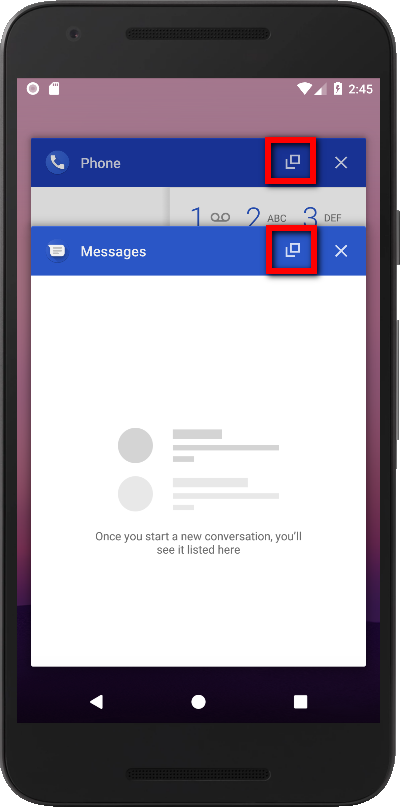 2:45
Phone
1 2 ABC 3 DEF
Messages
Once you start a new conversation, you'll
see it listed here